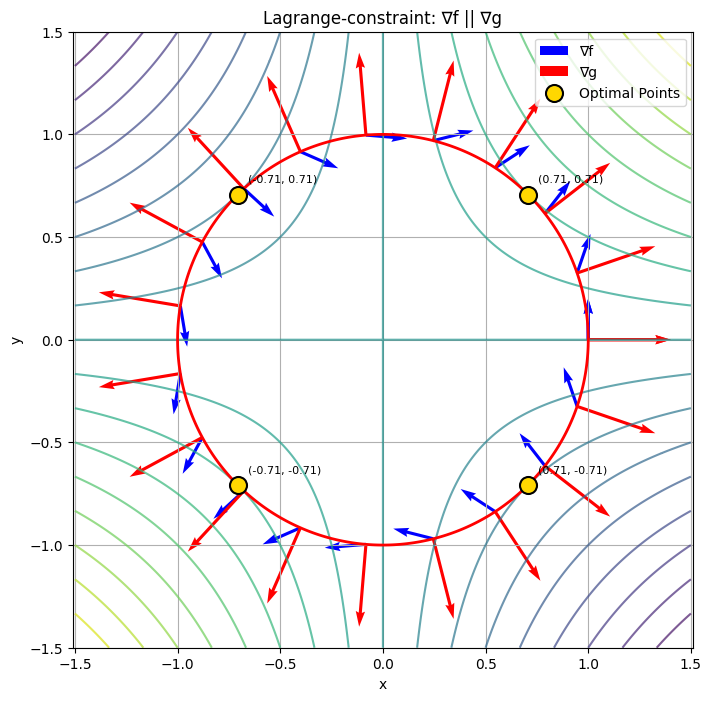 Lagrange-constraint: ∇f || ∇g
∇f
∇g
Optimal Points
(-0.71, 0.71)
(0.71, 0.71)
(-0.71, -0.71)
(0.71, -0.71)
1.5
1.0
0.5
0.0
−0.5
−1.0
−1.5
y
−1.5 −1.0 −0.5 0.0 0.5 1.0 1.5
x